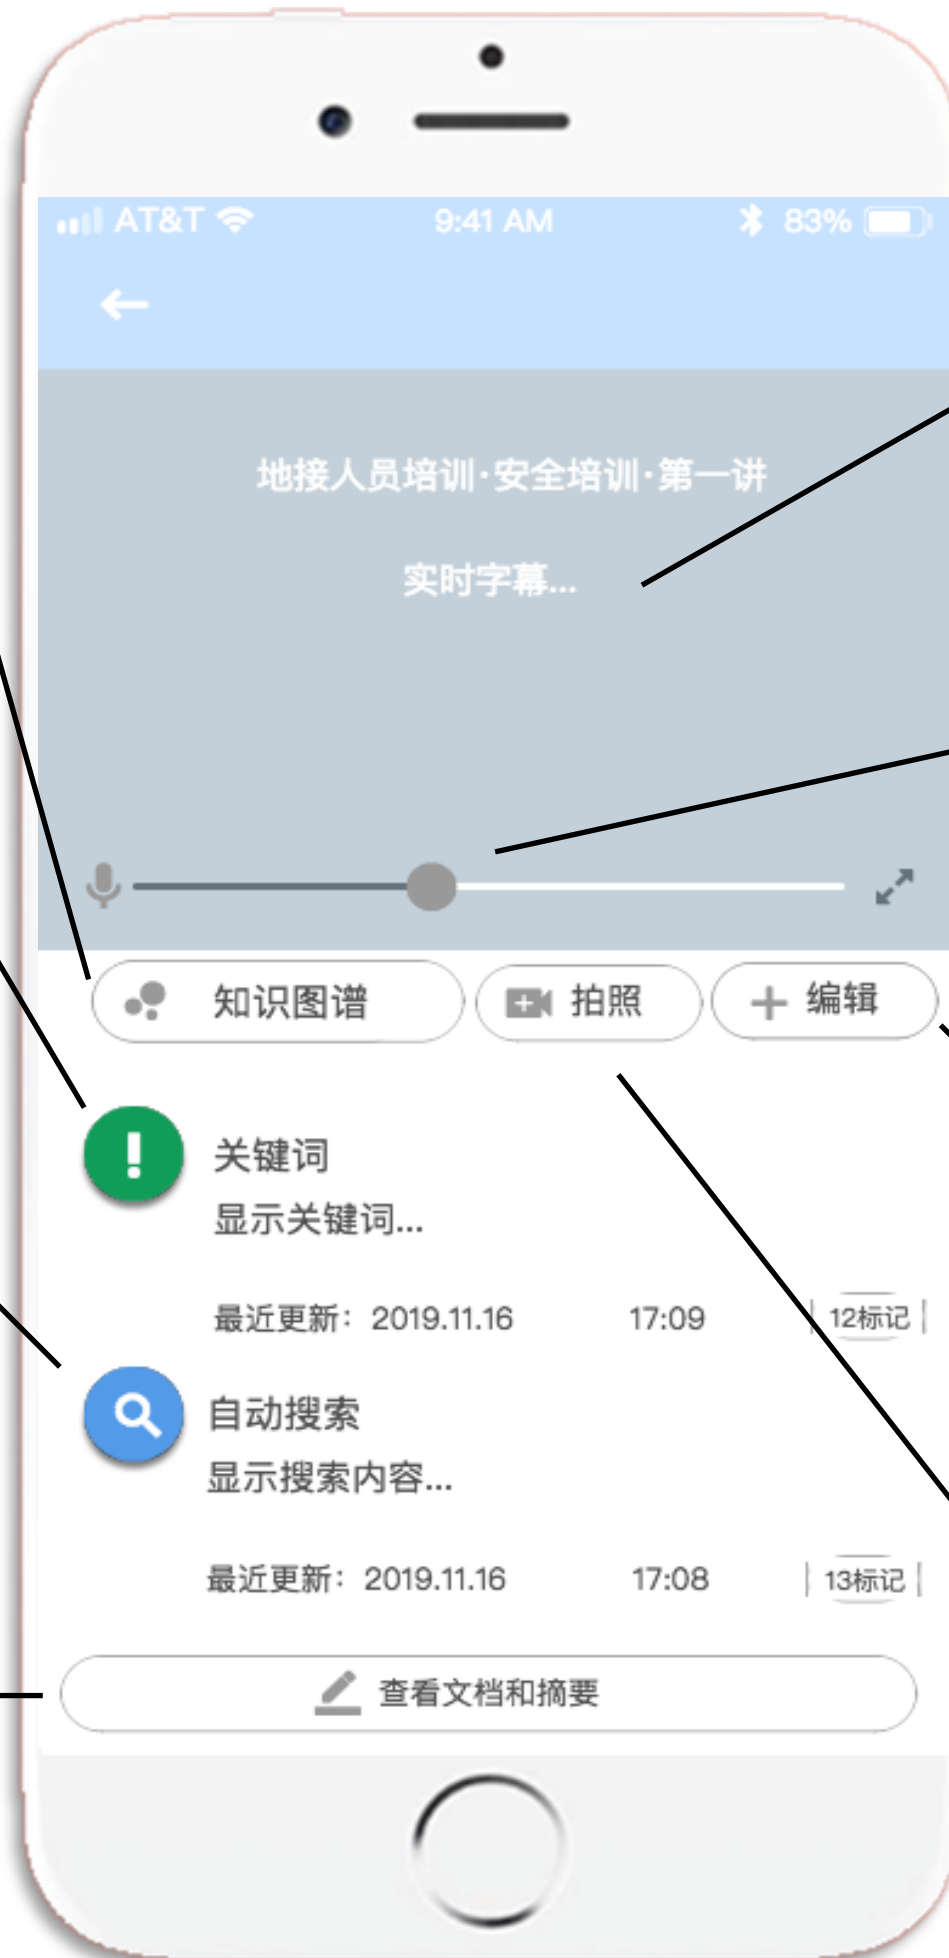 AT&T 9:41 AM 83%
地接人员培训·安全培训·第一讲
实时字幕...
知识图谱 拍照 编辑
关键词
显示关键词...
最近更新：2019.11.16 17:09 12标记
自动搜索
显示搜索内容...
最近更新：2019.11.16 17:08 13标记
查看文档和摘要